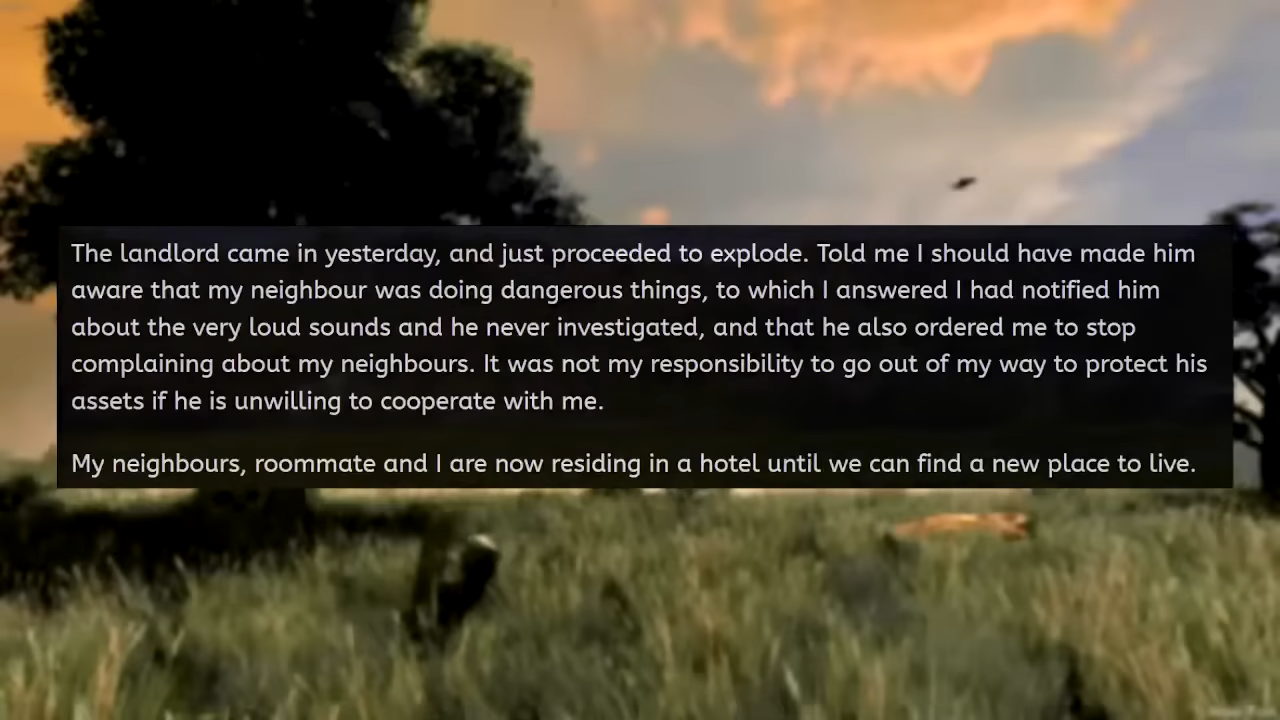 The landlord came in yesterday, and just proceeded to explode. Told me I should have made him
aware that my neighbour was doing dangerous things, to which I answered I had notified him
about the very loud sounds and he never investigated, and that he also ordered me to stop
complaining about my neighbours. It was not my responsibility to go out of my way to protect his
assets if he is unwilling to cooperate with me.
My neighbours, roommate and I are now residing in a hotel until we can find a new place to live.